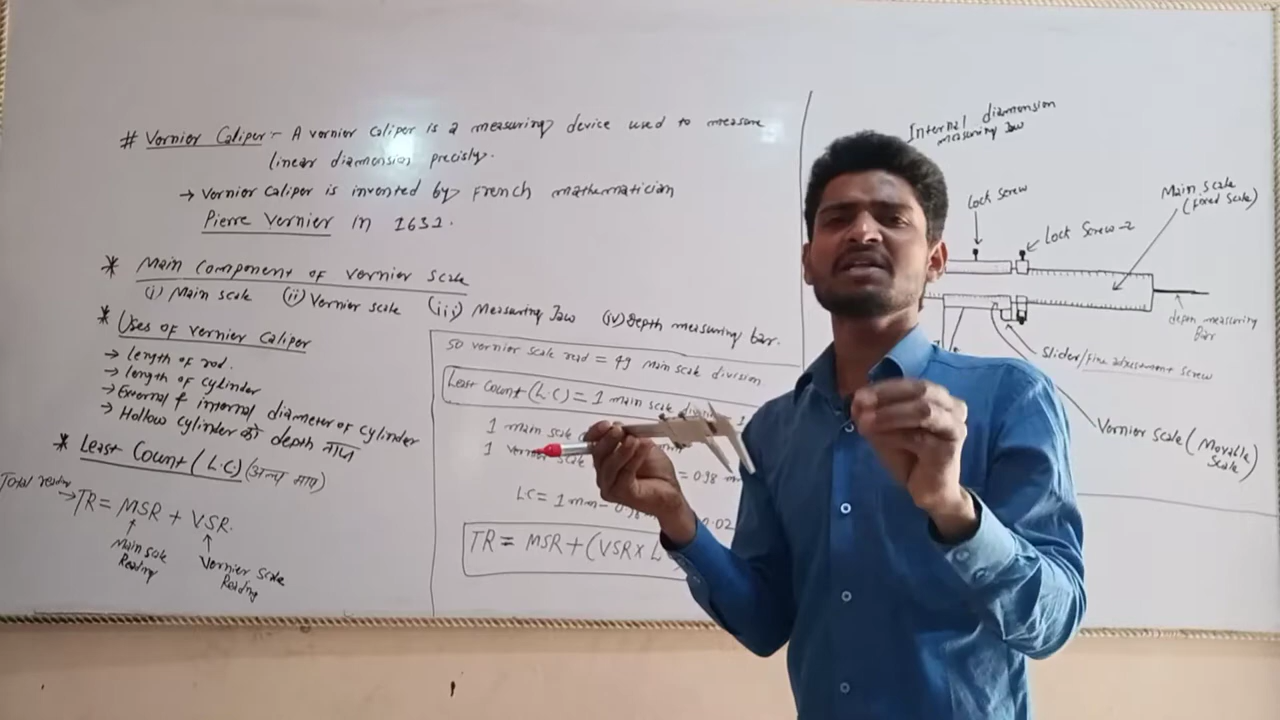 # Vernier Caliper:- A vernier caliper is a measuring device used to measure
linear diamension precisly.
→ Vernier caliper is invented by French mathematician
Pierre Vernier in 1631.
* Main Component of vernier scale
(i) Main scale (ii) Vernier scale (iii) Measuring Jaw (iv) Depth measuring bar.
* Uses of vernier caliper
→ length of rod.
→ length of cylinder
→ External & internal diameter of cylinder
→ Hollow cylinder की depth नापना
* Least Count (L.C) (अल्प माप)
Total reading → TR = MSR + VSR.
Main scale Reading
Vernier Scale Reading
50 vernier scale read = 49 main scale division
Least Count (L.C) = 1 main scale
1 main scale
1 scale = 0.98
LC = 1 mm - 0.02
TR = MSR + (VSR X L
Internal diamension
measuring Jaw
Lock screw
Lock Screw-2
Main scale
(fixed scale)
depth measuring
Bar
Slider/fine adjustement screw
Vernier scale (Movable
scale)